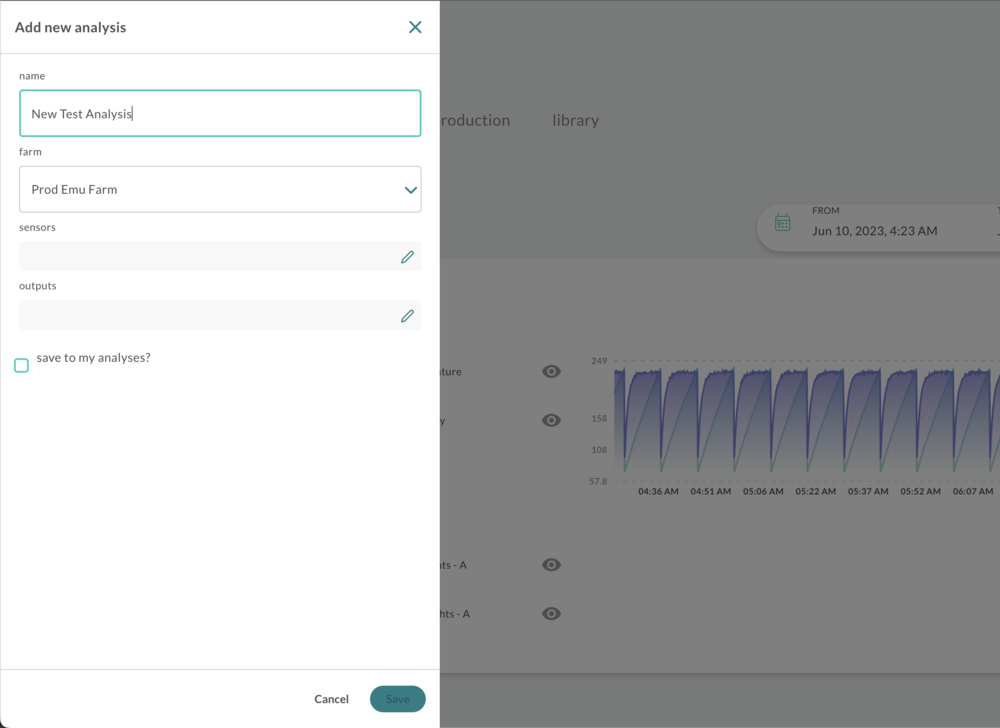 Add new analysis
name
New Test Analysis
farm
Prod Emu Farm
sensors
outputs
save to my analyses?
Cancel
Save
roduction
library
FROM
Jun 10, 2023, 4:23 AM
ture
y
ts - A
hts - A
249
158
108
57.8
04:36 AM
04:51 AM
05:06 AM
05:22 AM
05:37 AM
05:52 AM
06:07 AM